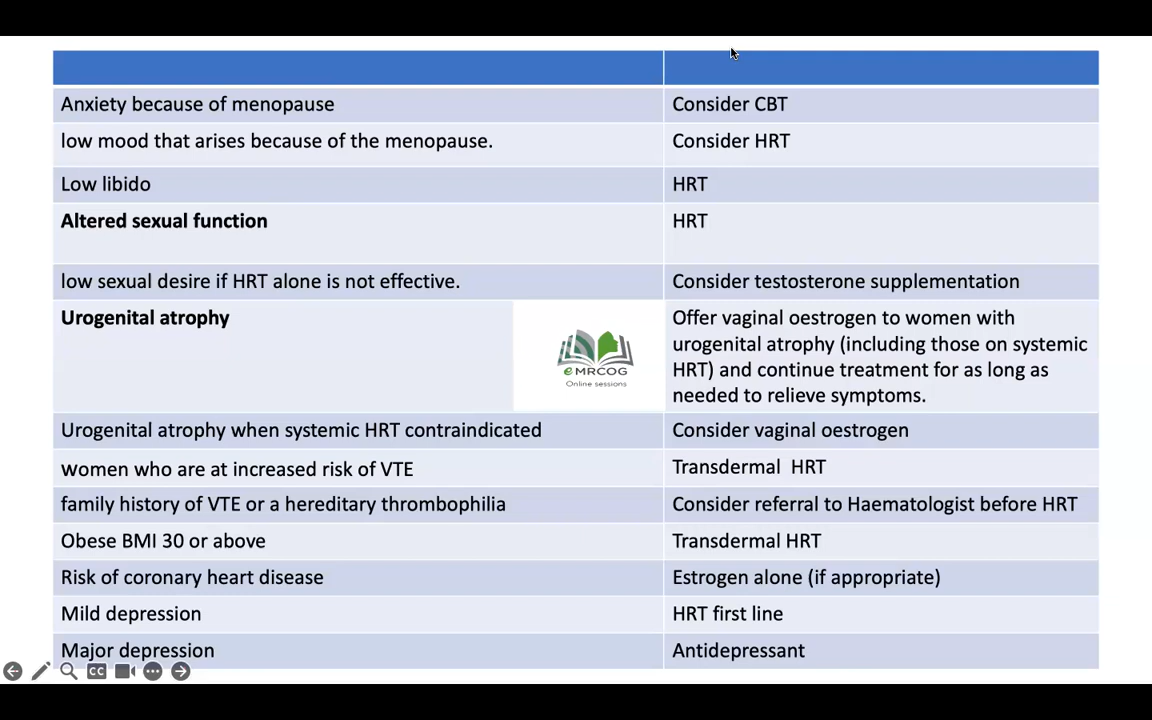 Anxiety because of menopause
Consider CBT
low mood that arises because of the menopause.
Consider HRT
Low libido
HRT
Altered sexual function
HRT
low sexual desire if HRT alone is not effective.
Consider testosterone supplementation
Urogenital atrophy
eMRCOG
Online sessions
Offer vaginal oestrogen to women with
urogenital atrophy (including those on systemic
HRT) and continue treatment for as long as
needed to relieve symptoms.
Urogenital atrophy when systemic HRT contraindicated
Consider vaginal oestrogen
women who are at increased risk of VTE
Transdermal HRT
family history of VTE or a hereditary thrombophilia
Consider referral to Haematologist before HRT
Obese BMI 30 or above
Transdermal HRT
Risk of coronary heart disease
Estrogen alone (if appropriate)
Mild depression
HRT first line
Major depression
Antidepressant
CC